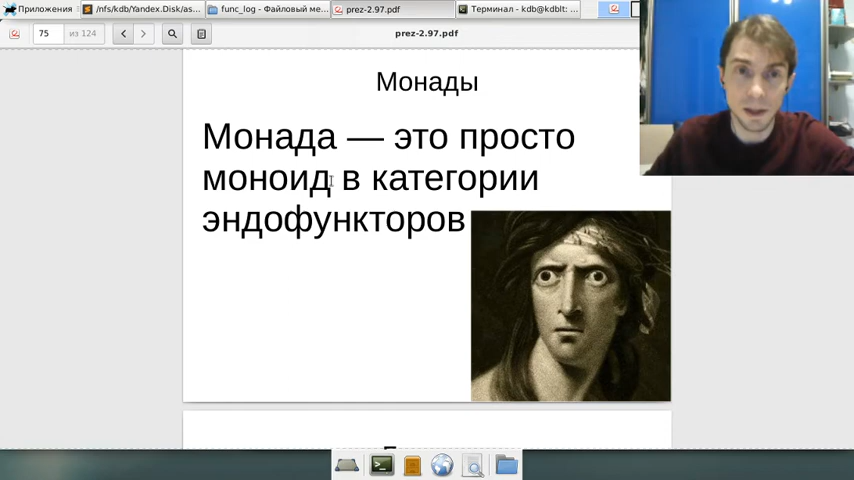 Приложения
/nfs/kdb/Yandex.Disk/as...
func_log - Файловый ме...
prez-2.97.pdf
Терминал - kdb@kdblt: ...
75 из 124
prez-2.97.pdf
Монады
Монада — это просто
моноид в категории
эндофункторов